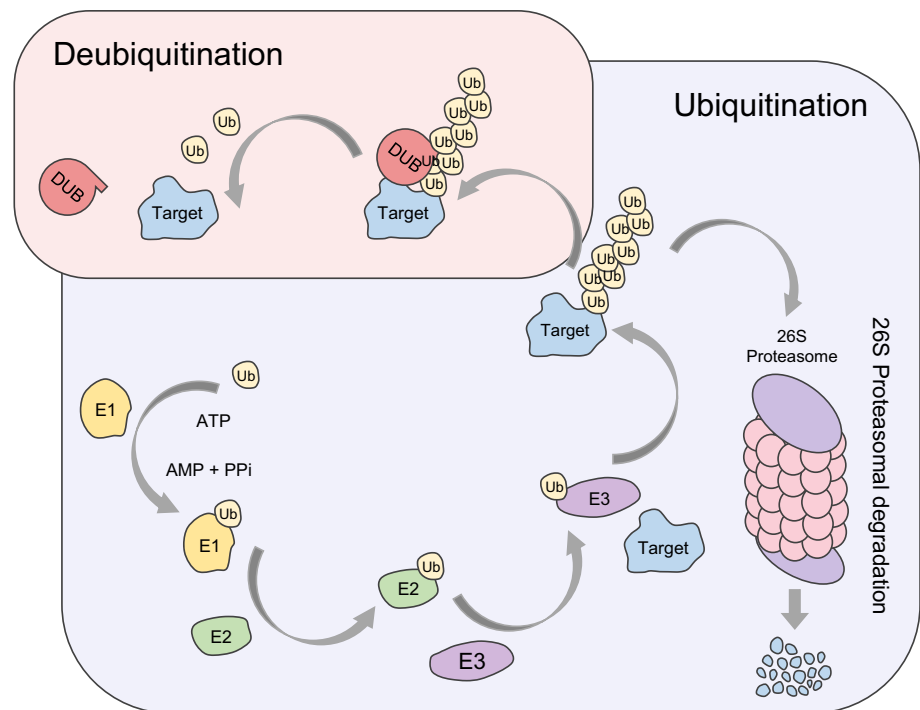 Deubiquitination
Ubiquitination
Ub
Ub
DUB
Target
Ub
Ub
Ub
Ub
Ub
Ub
Ub
DUB
Target
Ub
Ub
Ub
Ub
Ub
Ub
Ub
Ub
Target
26S
Proteasome
26S Proteasomal degradation
Ub
E1
ATP
AMP + PPi
Ub
E1
E2
Ub
E2
E3
Ub
E3
Target